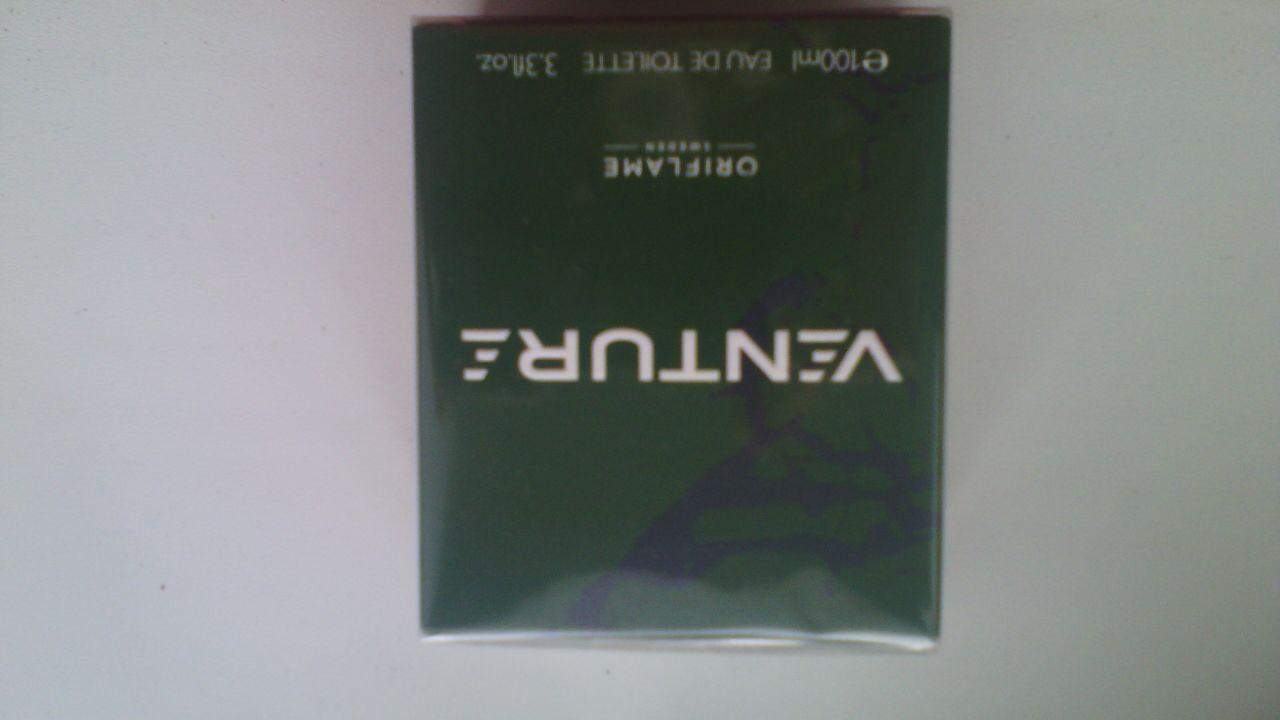 VENTURE
ORIFLAME
SWEDEN
℮100ml EAU DE TOILETTE 3.3fl.oz.